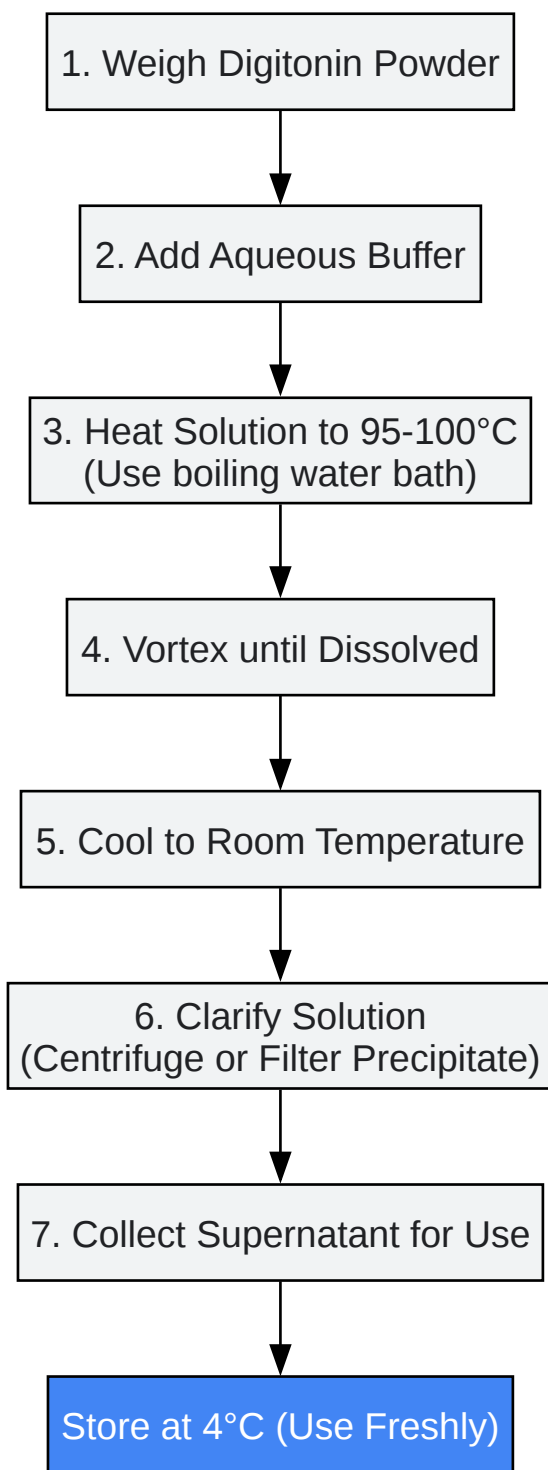 1. Weigh Digitonin Powder
2. Add Aqueous Buffer
3. Heat Solution to 95-100°C
(Use boiling water bath)
4. Vortex until Dissolved
5. Cool to Room Temperature
6. Clarify Solution
(Centrifuge or Filter Precipitate)
7. Collect Supernatant for Use
Store at 4°C (Use Freshly)